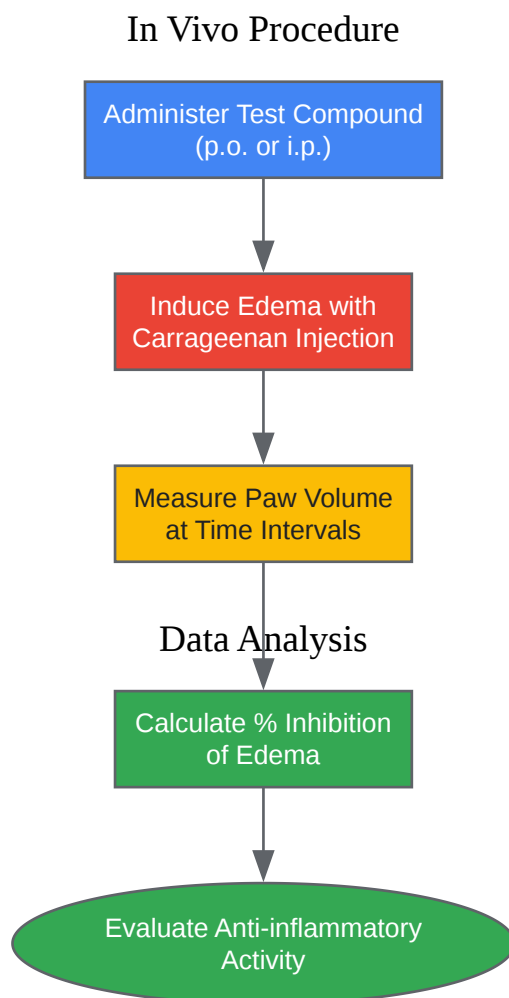 In Vivo Procedure
Administer Test Compound
(p.o. or i.p.)
Induce Edema with
Carrageenan Injection
Measure Paw Volume
at Time Intervals
Data Analysis
Calculate % Inhibition
of Edema
Evaluate Anti-inflammatory
Activity